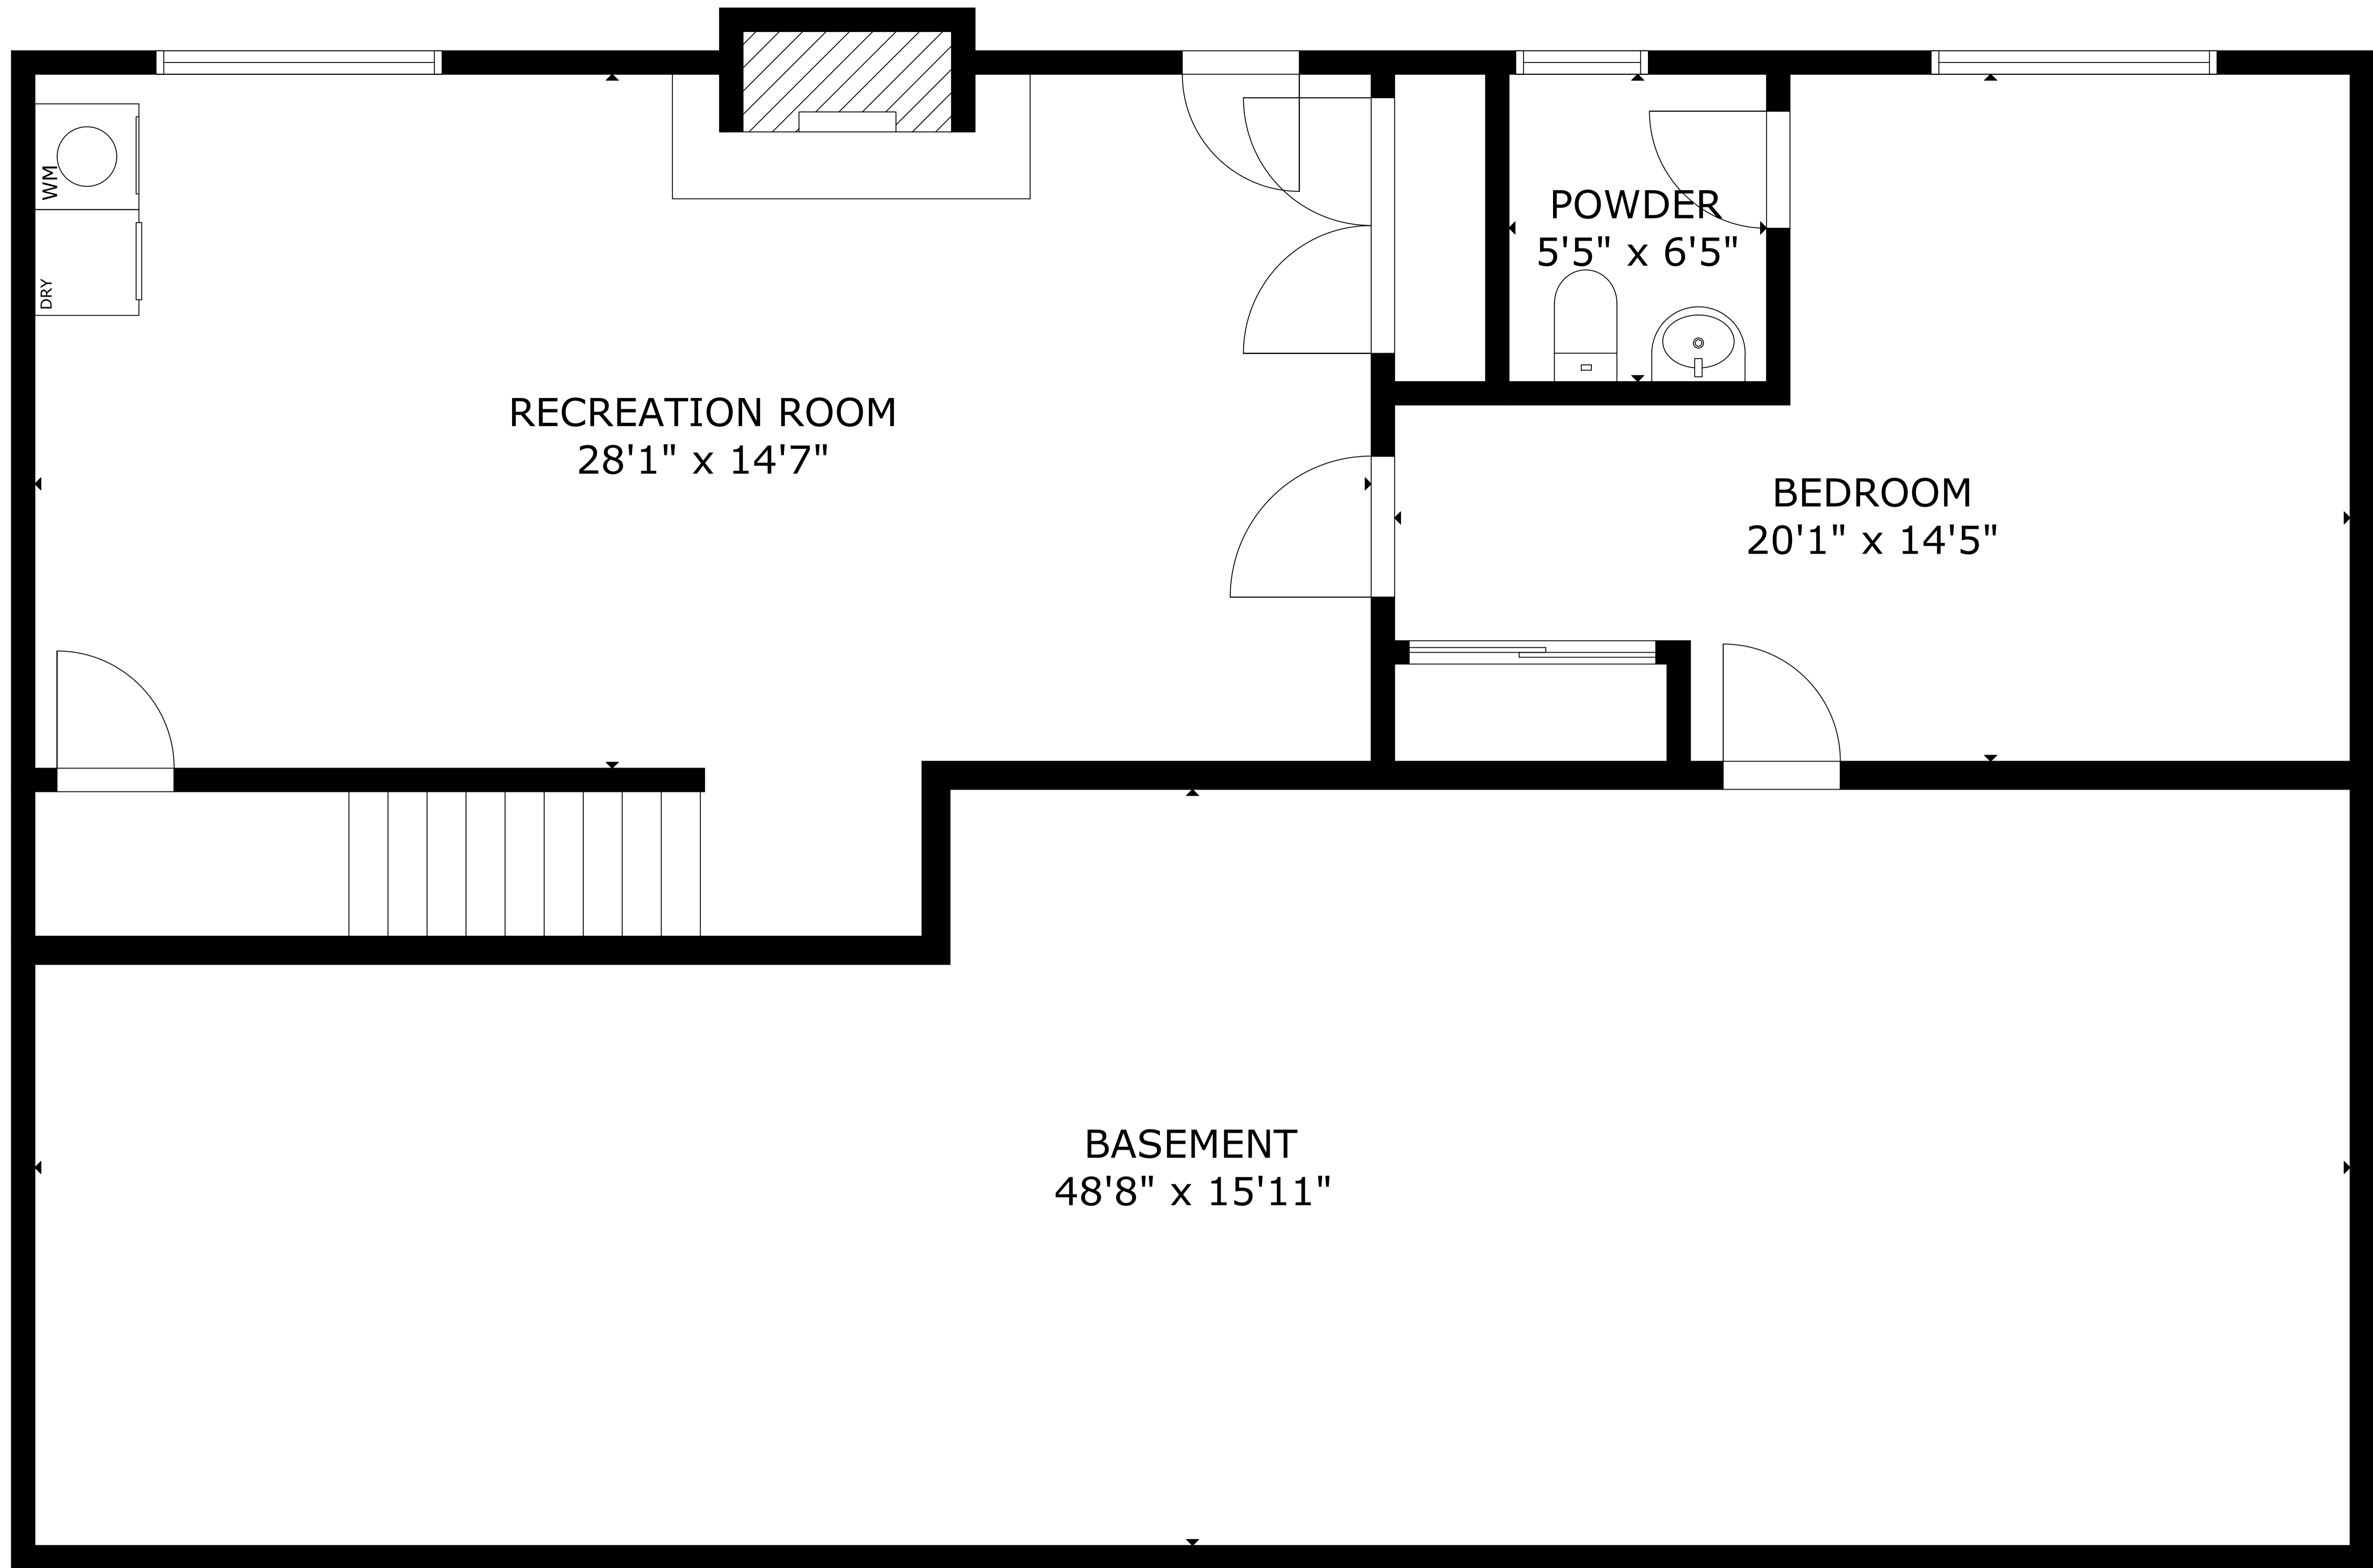 WM
DRY
POWDER
5'5" x 6'5"
RECREATION ROOM
28'1" x 14'7"
BEDROOM
20'1" x 14'5"
BASEMENT
48'8" x 15'11"